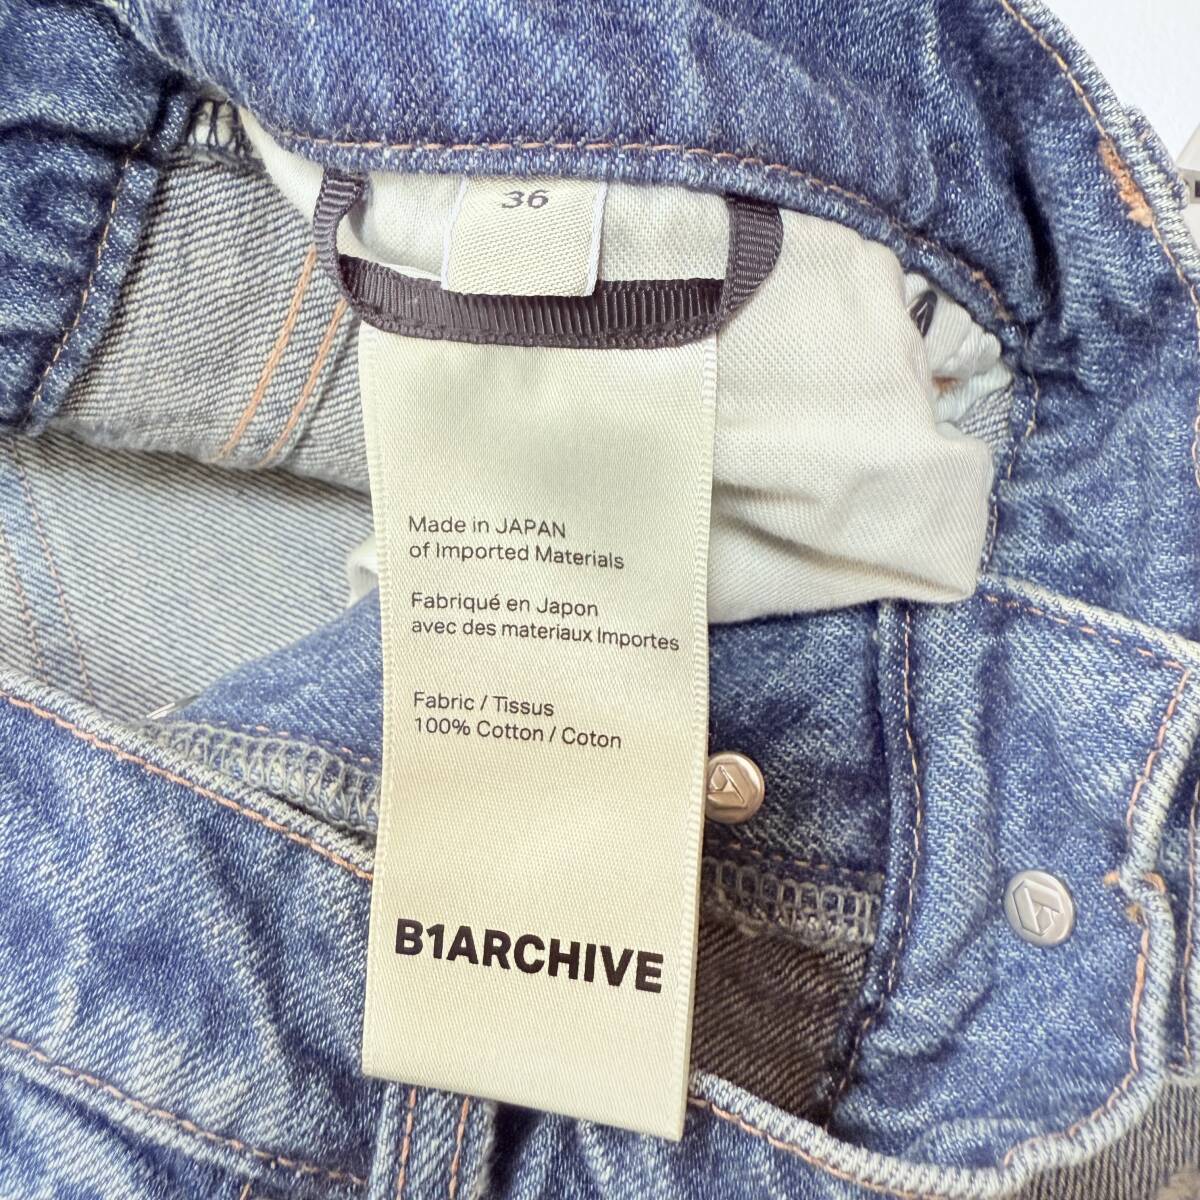 36
Made in JAPAN
of Imported Materials
Fabriqué en Japon
avec des materiaux Importes
Fabric / Tissus
100% Cotton / Coton
B1ARCHIVE